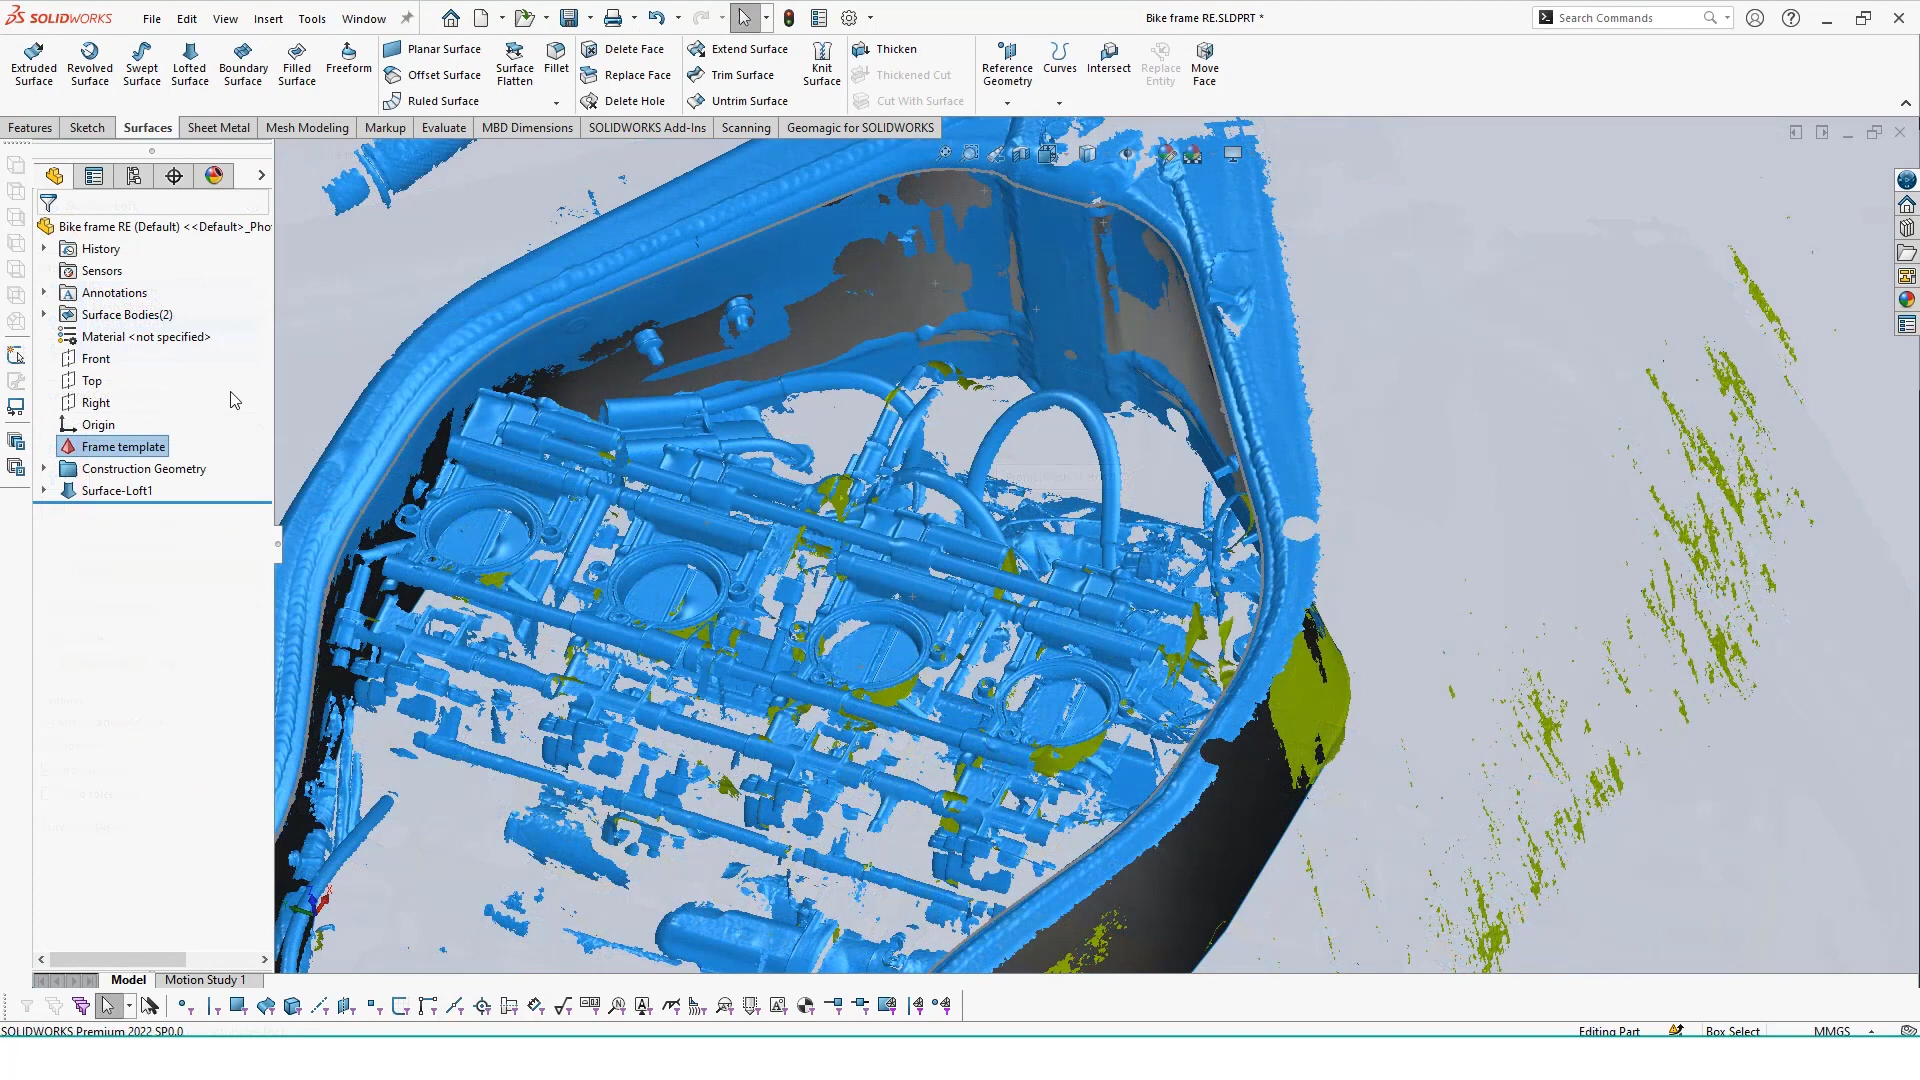 SOLIDWORKS
File Edit View Insert Tools Window
Bike frame RE.SLDPRT *
Search Commands
Extruded Surface
Revolved Surface
Swept Surface
Lofted Surface
Boundary Surface
Filled Surface
Freeform
Planar Surface
Offset Surface
Ruled Surface
Surface Flatten
Fillet
Delete Face
Replace Face
Delete Hole
Extend Surface
Trim Surface
Untrim Surface
Knit Surface
Thicken
Thickened Cut
Cut With Surface
Reference Geometry
Curves
Intersect
Replace Entity
Move Face
Features Sketch Surfaces Sheet Metal Mesh Modeling Markup Evaluate MBD Dimensions SOLIDWORKS Add-Ins Scanning Geomagic for SOLIDWORKS
Bike frame RE (Default) <<Default>_Pho
History
Sensors
Annotations
Surface Bodies(2)
Material <not specified>
Front
Top
Right
Origin
Frame template
Construction Geometry
Surface-Loft1
Model Motion Study 1
SOLIDWORKS Premium 2022 SP0.0
Editing Part Box Select MMGS